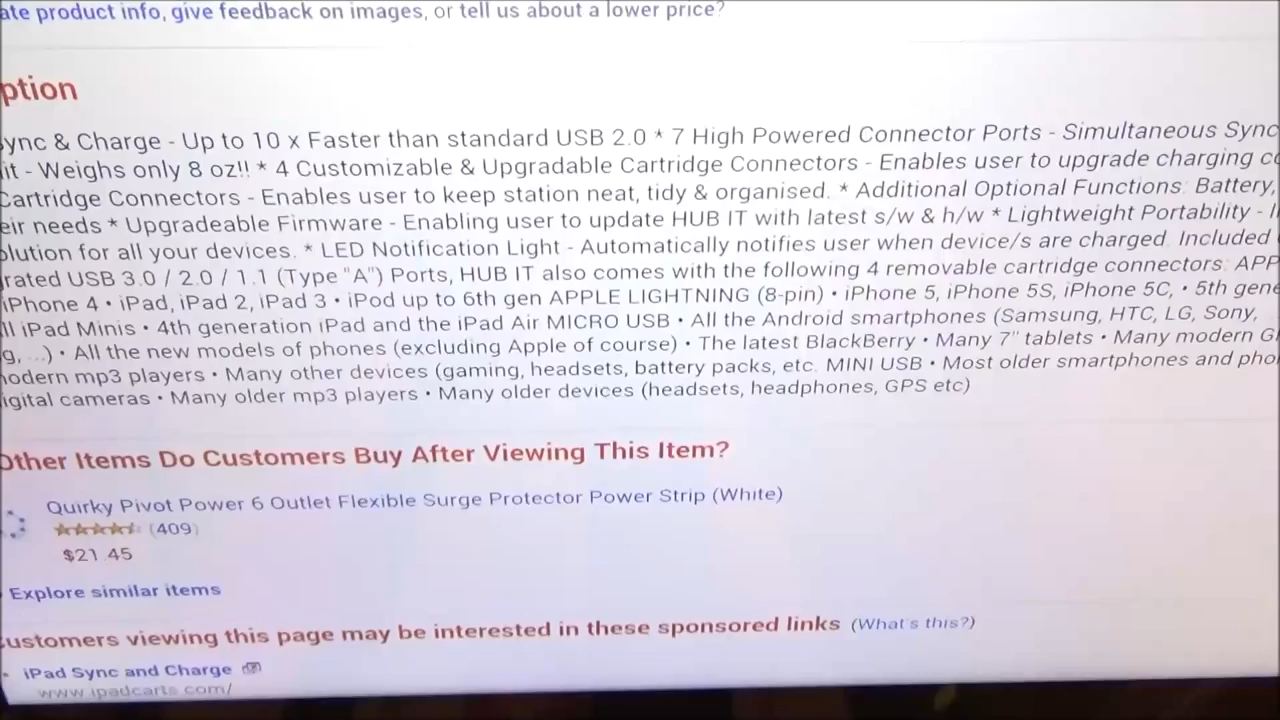 ate product info, give feedback on images, or tell us about a lower price?
ption
ync & Charge - Up to 10 x Faster than standard USB 2.0 * 7 High Powered Connector Ports - Simultaneous Sync
it - Weighs only 8 oz!! * 4 Customizable & Upgradable Cartridge Connectors - Enables user to upgrade charging co
Cartridge Connectors - Enables user to keep station neat, tidy & organised. * Additional Optional Functions: Battery,
eir needs * Upgradeable Firmware - Enabling user to update HUB IT with latest s/w & h/w * Lightweight Portability - I
olution for all your devices. * LED Notification Light - Automatically notifies user when device/s are charged. Included
rated USB 3.0 / 2.0 / 1.1 (Type "A") Ports, HUB IT also comes with the following 4 removable cartridge connectors: APP
iPhone 4 • iPad, iPad 2, iPad 3 • iPod up to 6th gen APPLE LIGHTNING (8-pin) • iPhone 5, iPhone 5S, iPhone 5C, • 5th gene
ll iPad Minis • 4th generation iPad and the iPad Air MICRO USB • All the Android smartphones (Samsung, HTC, LG, Sony,
g, ...) • All the new models of phones (excluding Apple of course) • The latest BlackBerry • Many 7" tablets • Many modern G
odern mp3 players • Many other devices (gaming, headsets, battery packs, etc. MINI USB • Most older smartphones and pho
igital cameras • Many older mp3 players • Many older devices (headsets, headphones, GPS etc)
Other Items Do Customers Buy After Viewing This Item?
Quirky Pivot Power 6 Outlet Flexible Surge Protector Power Strip (White)
(409)
$21.45
Explore similar items
ustomers viewing this page may be interested in these sponsored links (What's this?)
iPad Sync and Charge
www.ipadcarts.com/